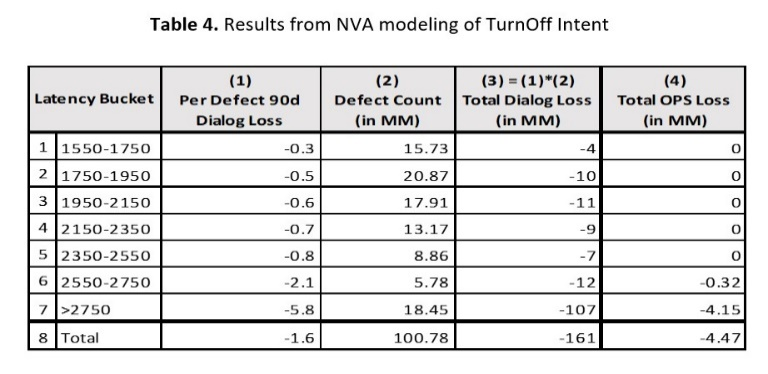 Table 4. Results from NVA modeling of TurnOff Intent
Latency Bucket (1) Per Defect 90d Dialog Loss (2) Defect Count (in MM) (3) = (1)*(2) Total Dialog Loss (in MM) (4) Total OPS Loss (in MM)
1 1550-1750 -0.3 15.73 -4 0
2 1750-1950 -0.5 20.87 -10 0
3 1950-2150 -0.6 17.91 -11 0
4 2150-2350 -0.7 13.17 -9 0
5 2350-2550 -0.8 8.86 -7 0
6 2550-2750 -2.1 5.78 -12 -0.32
7 >2750 -5.8 18.45 -107 -4.15
8 Total -1.6 100.78 -161 -4.47